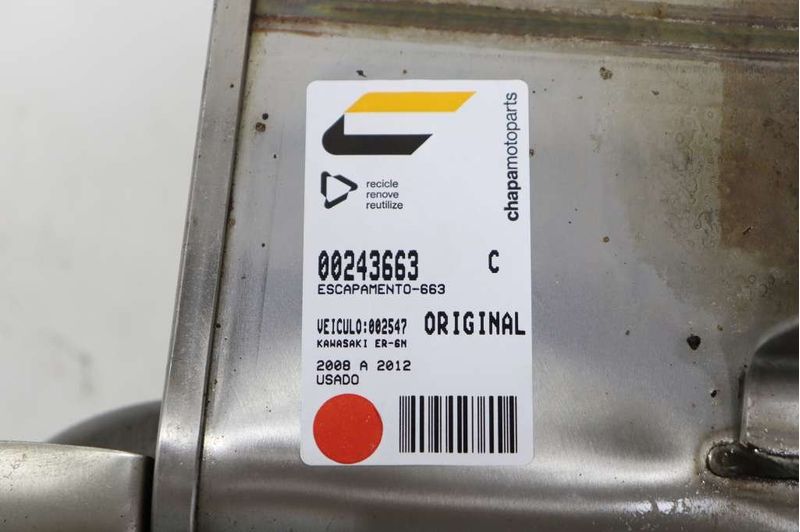 recicle
renove
reutilize
chapamotoparts
00243663 C
ESCAPAMENTO-663
VEICULO:002547 ORIGINAL
KAWASAKI ER-6N
2008 A 2012
USADO